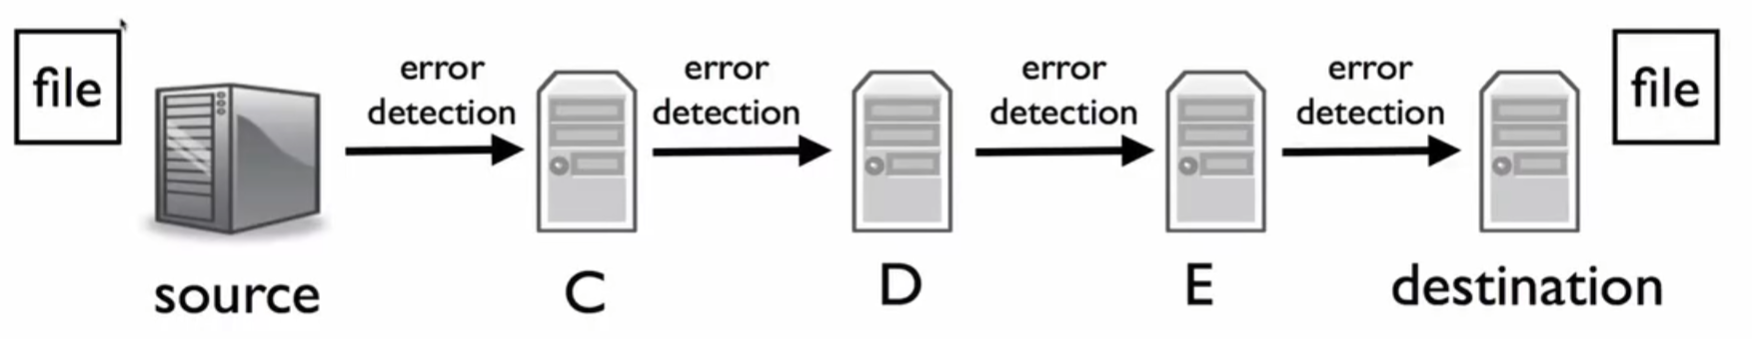 file
error
detection
error
detection
error
detection
error
detection
file
source
C
D
E
destination